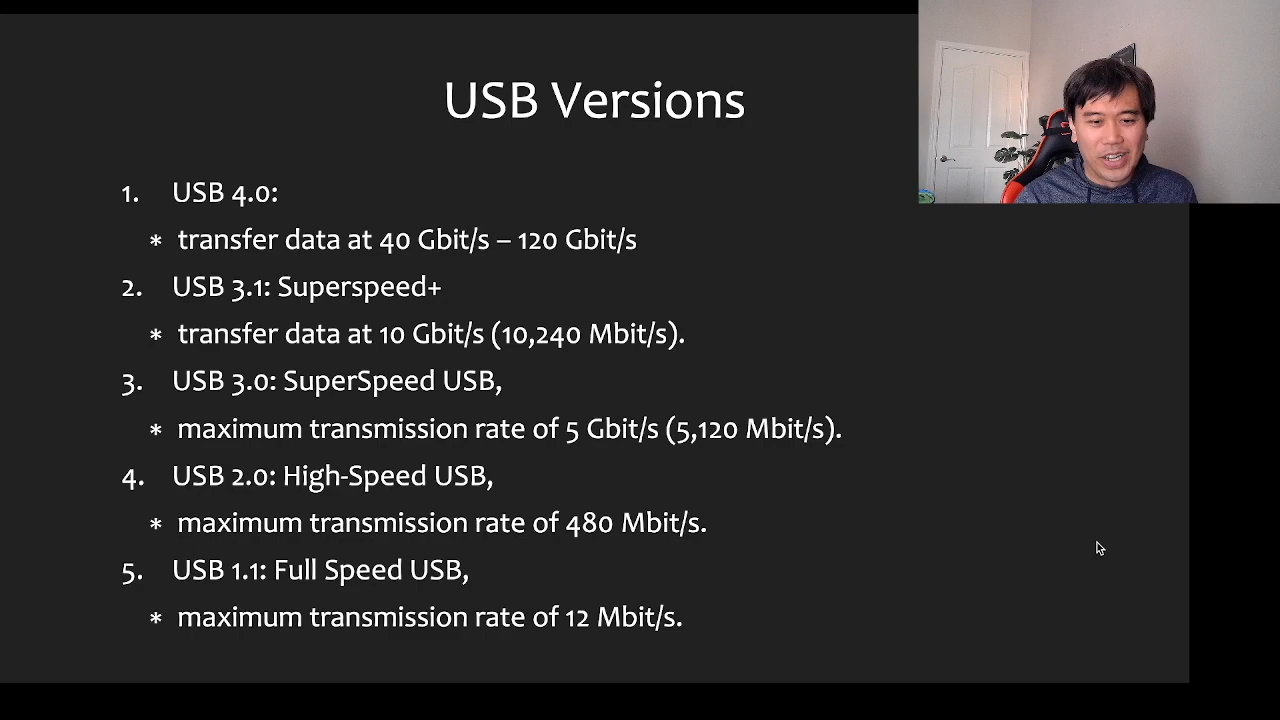 USB Versions
1. USB 4.0:
* transfer data at 40 Gbit/s – 120 Gbit/s
2. USB 3.1: Superspeed+
* transfer data at 10 Gbit/s (10,240 Mbit/s).
3. USB 3.0: SuperSpeed USB,
* maximum transmission rate of 5 Gbit/s (5,120 Mbit/s).
4. USB 2.0: High-Speed USB,
* maximum transmission rate of 480 Mbit/s.
5. USB 1.1: Full Speed USB,
* maximum transmission rate of 12 Mbit/s.